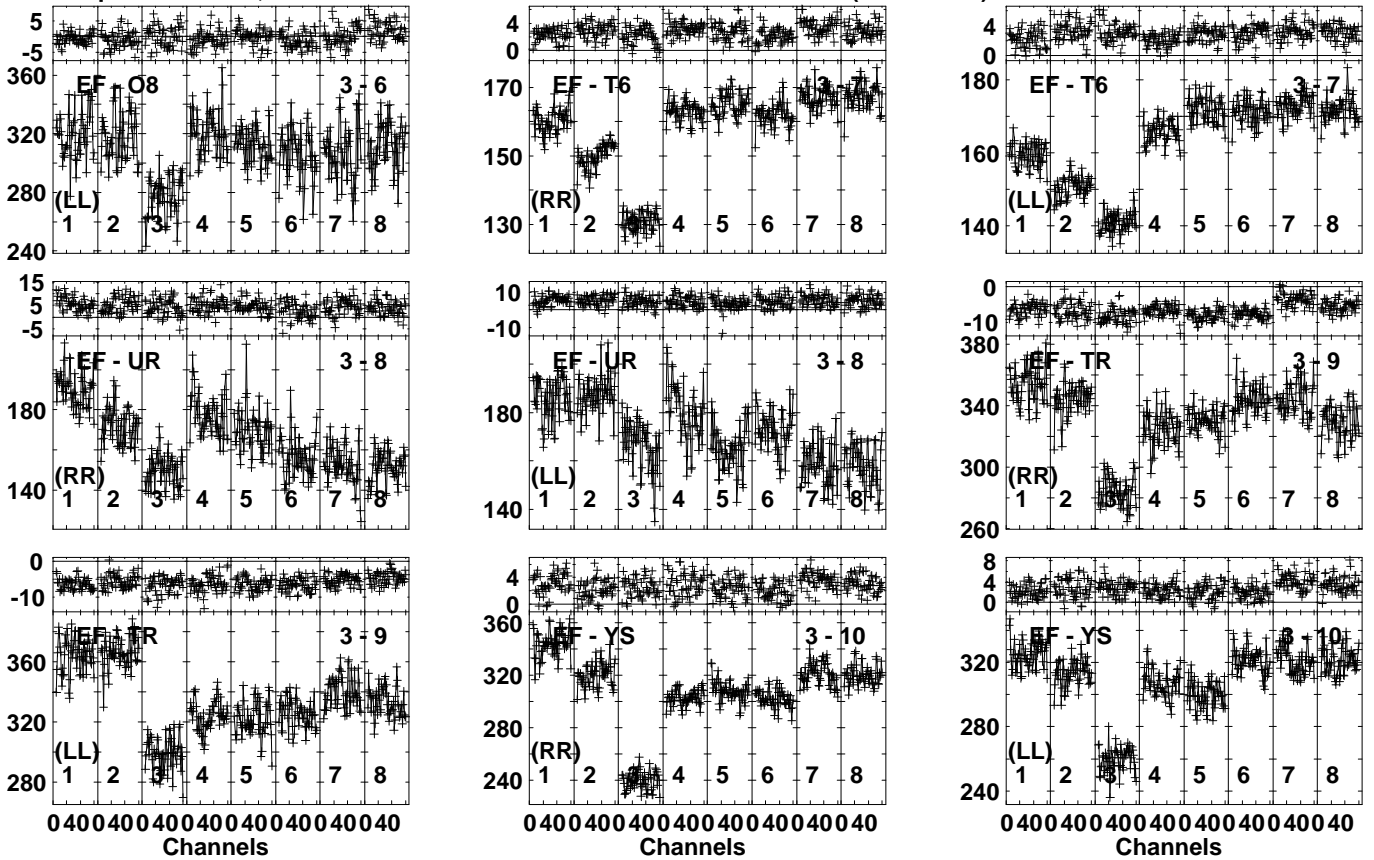 5 4 4
-5 0 0
360 EF - O8 3 - 6 170 EF - T6 3 - 7 180 EF - T6 3 - 7
320 150 160
280
(LL) (RR) (LL)
1 2 3 4 5 6 7 8 130 1 2 3 4 5 6 7 8 140 1 2 3 4 5 6 7 8
240
15 10 0
5
-5 -10 -10
EF - UR 3 - 8 EF - UR 3 - 8 380 EF - TR 3 - 9
180 180 340
(RR) (LL) 300 (RR)
140 1 2 3 4 5 6 7 8 140 1 2 3 4 5 6 7 8 260 1 2 3 4 5 6 7 8
0 4 8
-10 0 4
0
EF - TR 3 - 9 360 EF - YS 3 - 10 EF - YS 3 - 10
360 320 320
320 280 280
(LL) (RR) (LL)
280 1 2 3 4 5 6 7 8 240 1 2 3 4 5 6 7 8 240 1 2 3 4 5 6 7 8
0 40 0 40 0 40 0 40 0 40 0 40 0 40 0 40 0 40 0 40 0 40 0 40 0 40 0 40 0 40 0 40 0 40 0 40 0 40 0 40 0 40 0 40 0 40 0 40
Channels Channels Channels